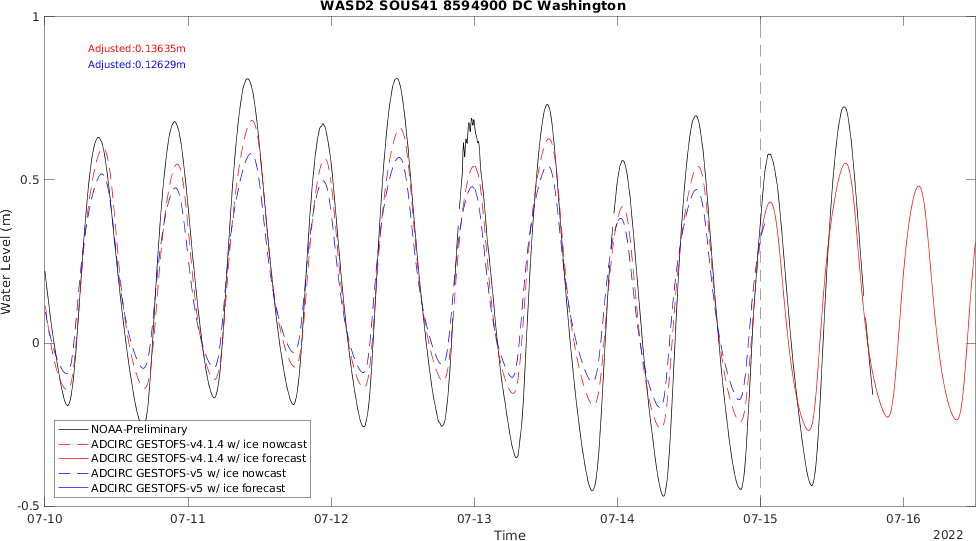 WASD2 SOUS41 8594900 DC Washington
1
Adjusted:0.13635m
Adjusted:0.12629m
0.5
Water Level (m)
0
NOAA-Preliminary
ADCIRC GESTOFS-v4.1.4 w/ ice nowcast
ADCIRC GESTOFS-v4.1.4 w/ ice forecast
ADCIRC GESTOFS-v5 w/ ice nowcast
ADCIRC GESTOFS-v5 w/ ice forecast
-0.5
07-10 07-11 07-12 07-13 07-14 07-15 07-16
Time
2022